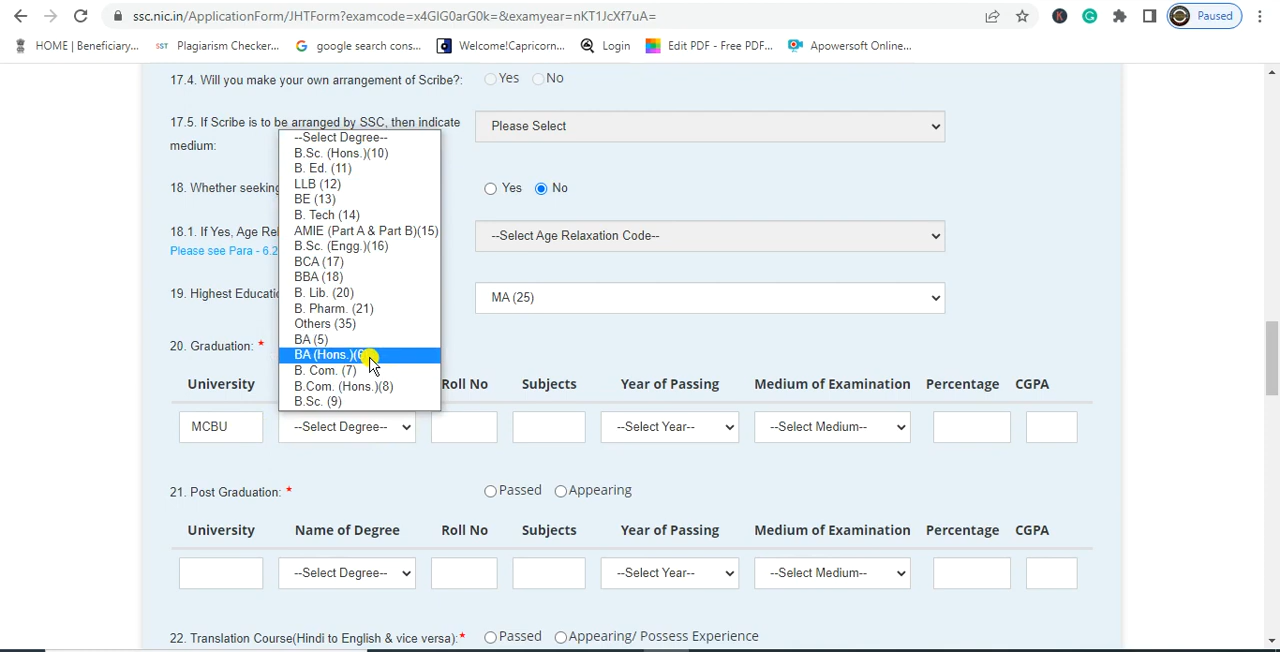 ssc.nic.in/ApplicationForm/JHTForm?examcode=x4GIG0arG0k=&examyear=nKT1JcXf7uA=
K
G
Paused
HOME | Beneficiary...
SST Plagiarism Checker...
G google search cons...
Welcome!Capricorn...
Login
Edit PDF - Free PDF...
Apowersoft Online...
17.4. Will you make your own arrangement of Scribe?: Yes No
17.5. If Scribe is to be arranged by SSC, then indicate
medium:
Please Select
18. Whether seeking
Yes No
18.1. If Yes, Age Rel
Please see Para - 6.2
--Select Age Relaxation Code--
19. Highest Educati
MA (25)
--Select Degree--
B.Sc. (Hons.)(10)
B. Ed. (11)
LLB (12)
BE (13)
B. Tech (14)
AMIE (Part A & Part B)(15)
B.Sc. (Engg.)(16)
BCA (17)
BBA (18)
B. Lib. (20)
B. Pharm. (21)
Others (35)
BA (5)
BA (Hons.)(6
B. Com. (7)
B.Com. (Hons.)(8)
B.Sc. (9)
20. Graduation: *
University Roll No Subjects Year of Passing Medium of Examination Percentage CGPA
MCBU --Select Degree-- --Select Year-- --Select Medium--
21. Post Graduation: * Passed Appearing
University Name of Degree Roll No Subjects Year of Passing Medium of Examination Percentage CGPA
--Select Degree-- --Select Year-- --Select Medium--
22. Translation Course(Hindi to English & vice versa):* Passed Appearing/ Possess Experience